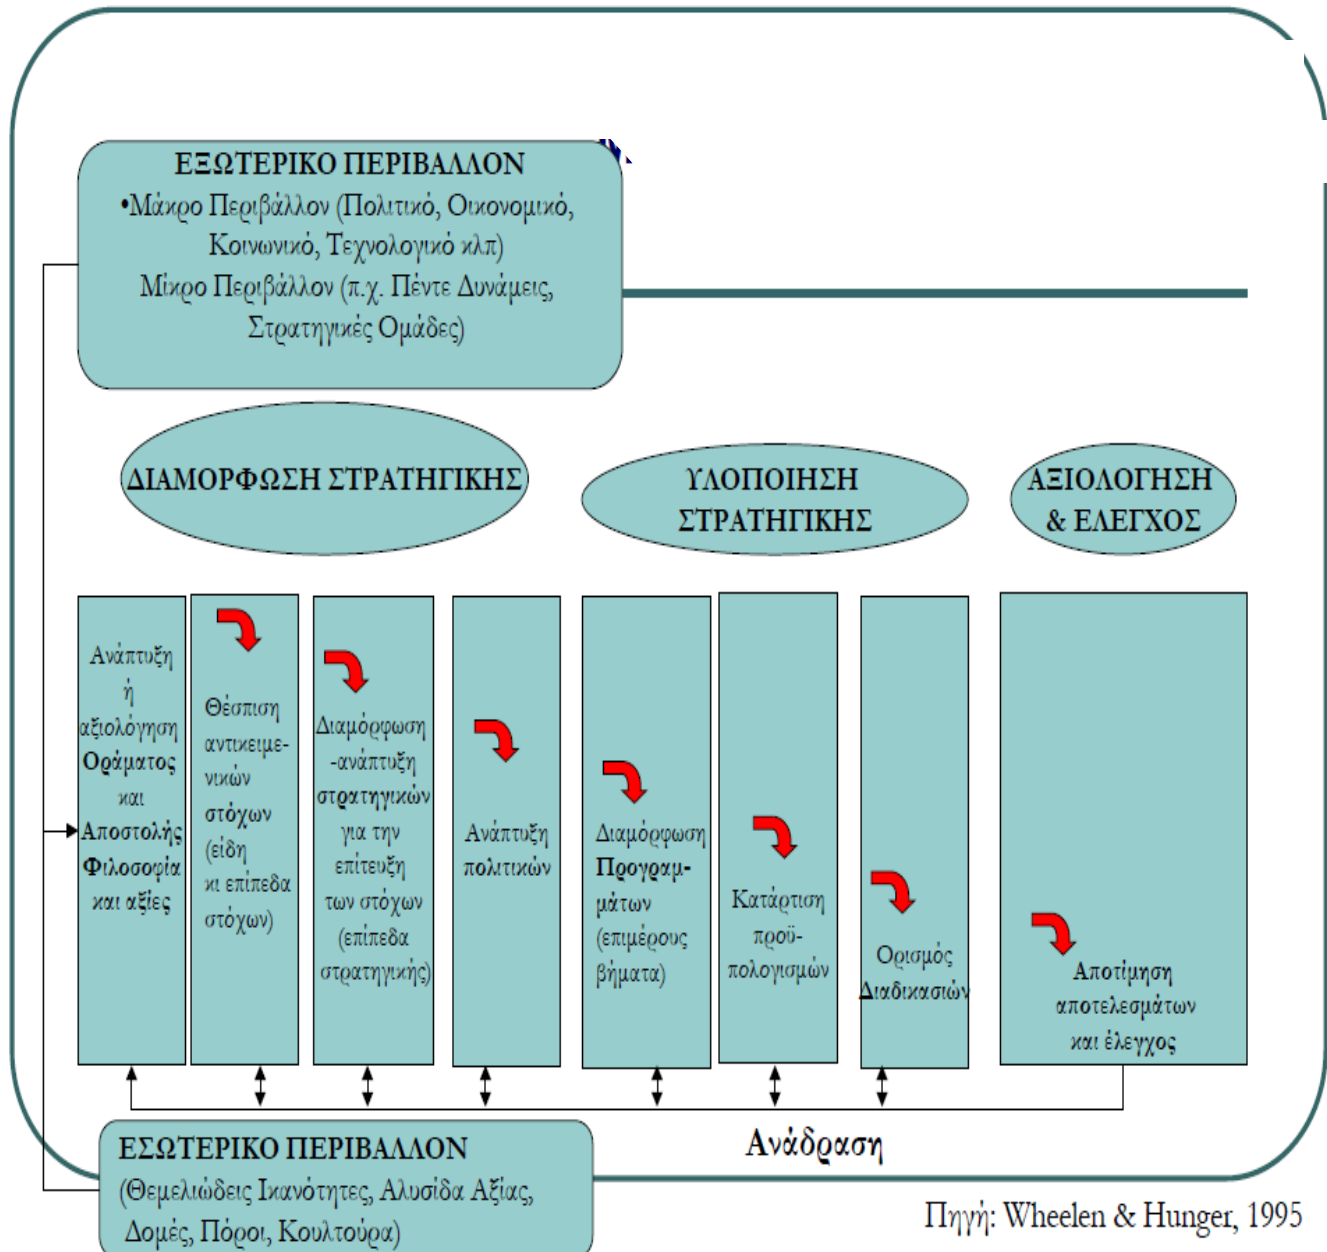 ΕΞΩΤΕΡΙΚΟ ΠΕΡΙΒΑΛΛΟΝ
•Μάκρο Περιβάλλον (Πολιτικό, Οικονομικό,
Κοινωνικό, Τεχνολογικό κλπ)
Μίκρο Περιβάλλον (π.χ. Πέντε Δυνάμεις,
Στρατηγικές Ομάδες)
ΔΙΑΜΟΡΦΩΣΗ ΣΤΡΑΤΗΓΙΚΗΣ
ΥΛΟΠΟΙΗΣΗ
ΣΤΡΑΤΗΓΙΚΗΣ
ΑΞΙΟΛΟΓΗΣΗ
& ΕΛΕΓΧΟΣ
Ανάπτυξη
ή
αξιολόγηση
Οράματος
και
Αποστολής
Φιλοσοφία
και αξίες
Θέσπιση
αντικειμε-
νικών
στόχων
(είδη
κι επίπεδα
στόχων)
Διαμόρφωση
-ανάπτυξη
στρατηγικών
για την
επίτευξη
των στόχων
(επίπεδα
στρατηγικής)
Ανάπτυξη
πολιτικών
Διαμόρφωση
Προγραμ-
μάτων
(επιμέρους
βήματα)
Κατάρτιση
προϋ-
πολογισμών
Ορισμός
Διαδικασιών
Αποτίμηση
αποτελεσμάτων
και έλεγχος
Ανάδραση
ΕΣΩΤΕΡΙΚΟ ΠΕΡΙΒΑΛΛΟΝ
(Θεμελιώδεις Ικανότητες, Αλυσίδα Αξίας,
Δομές, Πόροι, Κουλτούρα)
Πηγή: Wheelen & Hunger, 1995